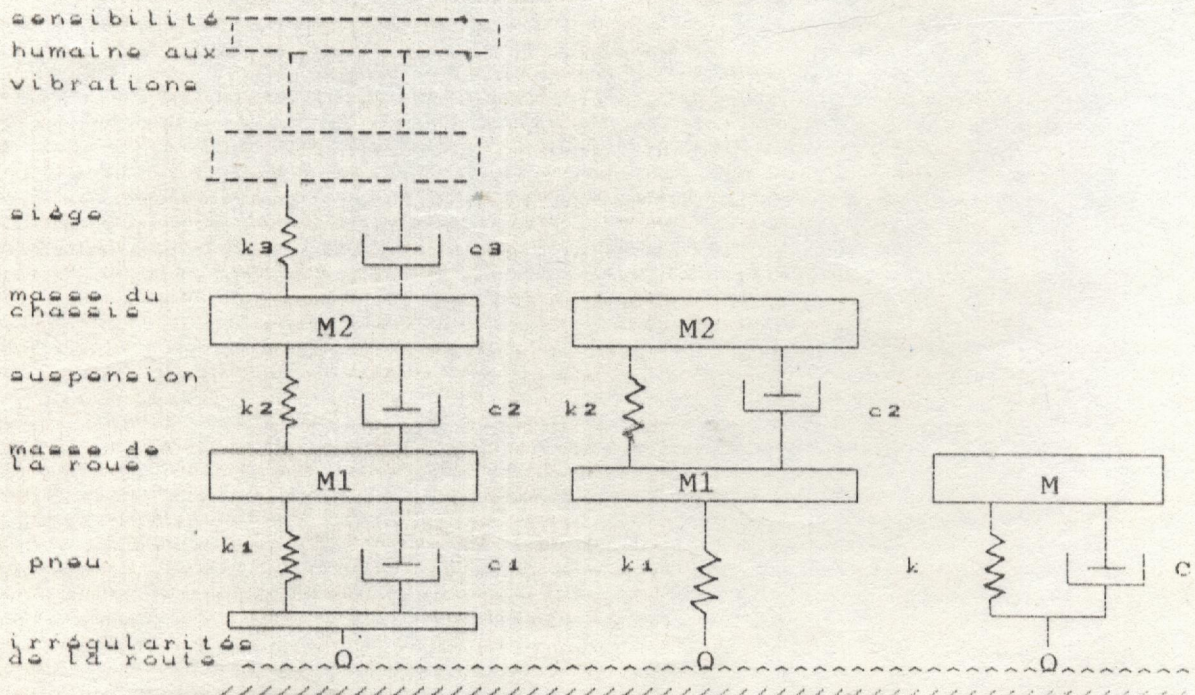 sensibilité
humaine aux
vibrations
siège
k3 c3
masse du
chassis
M2 M2
suspension
k2 c2 k2 c2
masse de
la roue
M1 M1 M
pneu
k1 c1 k1 k C
irrégularités
de la route